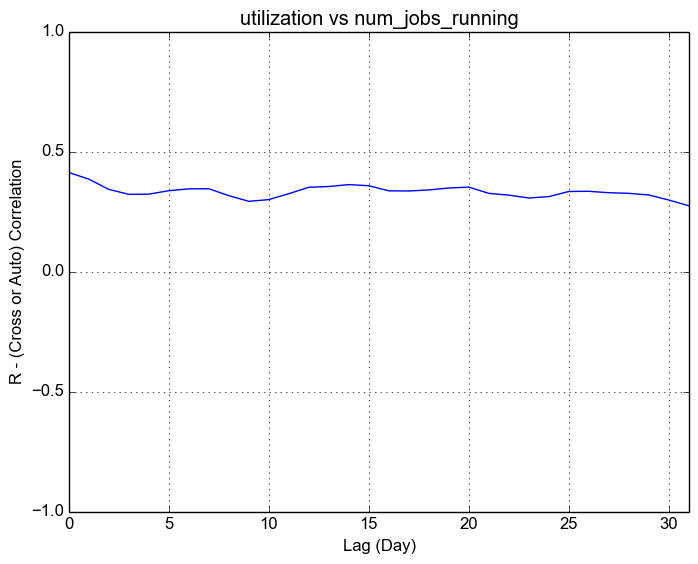 utilization vs num_jobs_running
1.0
0.5
0.0
−0.5
−1.0
R - (Cross or Auto) Correlation
0 5 10 15 20 25 30
Lag (Day)